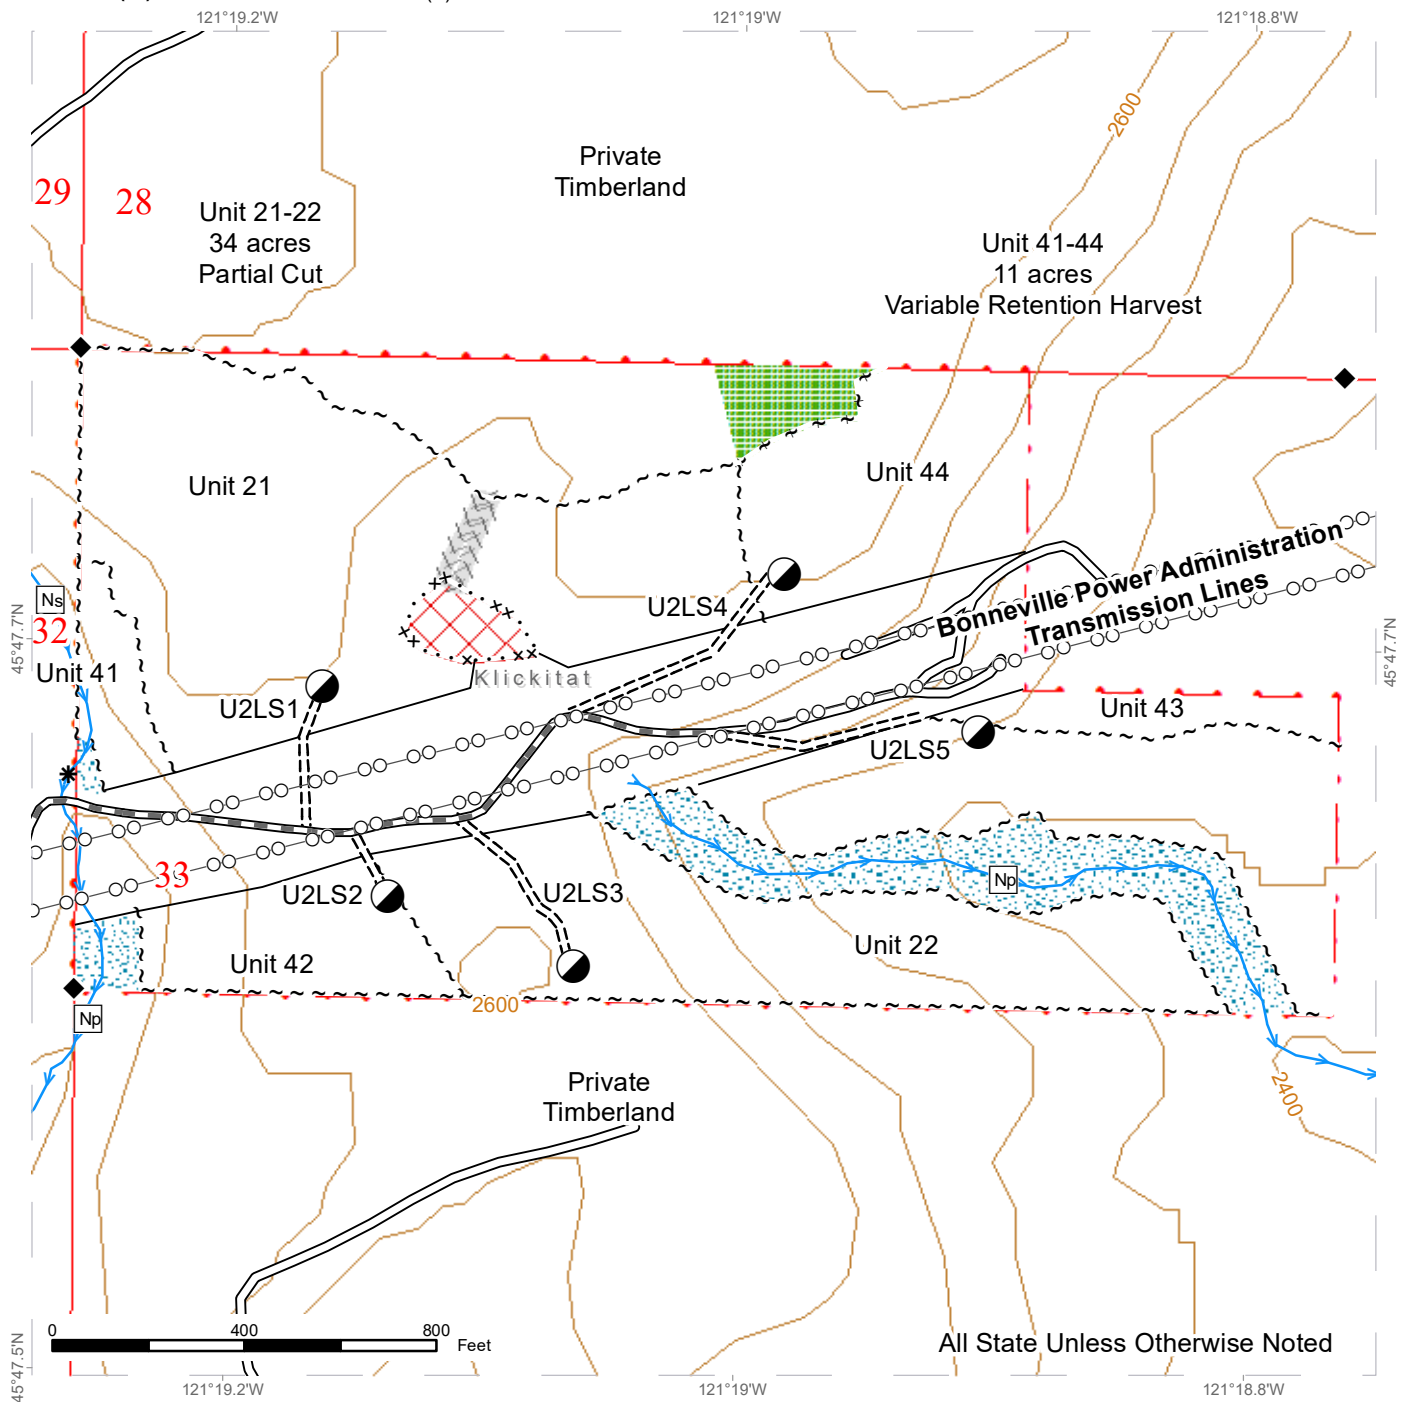 121°19.2'W
121°19'W
121°18.8'W
2600
Private
Timberland
29
28
Unit 21-22
34 acres
Partial Cut
Unit 41-44
11 acres
Variable Retention Harvest
Unit 21
Unit 44
Bonneville Power Administration
Transmission Lines
Ns
U2LS4
32
45°47.7'N
45°47.7'N
Unit 41
Klickitat
U2LS1
Unit 43
U2LS5
33
U2LS2
U2LS3
Np
Unit 22
Unit 42
2600
Np
Private
Timberland
2400
0
400
800
Feet
All State Unless Otherwise Noted
45°47.5'N
121°19.2'W
121°19'W
121°18.8'W